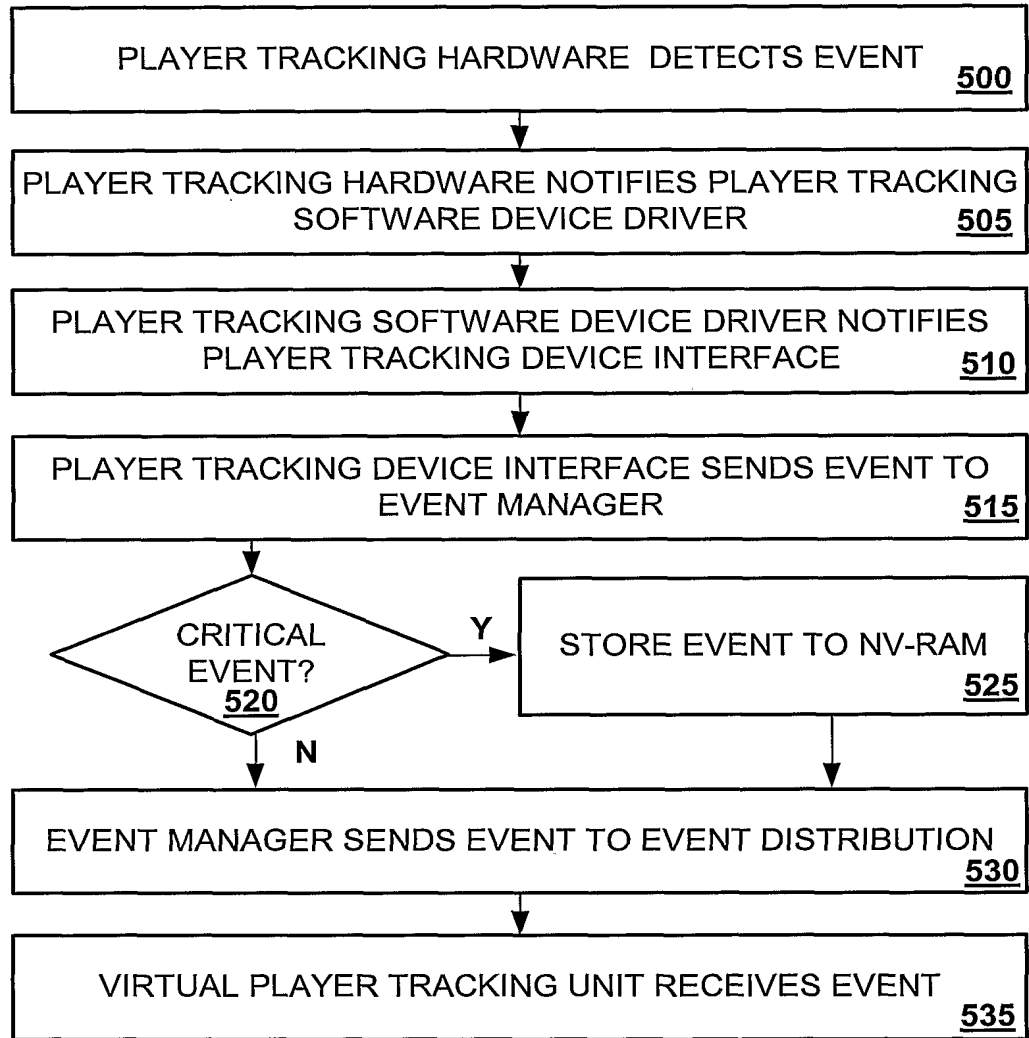 PLAYER TRACKING HARDWARE DETECTS EVENT
500
PLAYER TRACKING HARDWARE NOTIFIES PLAYER TRACKING
SOFTWARE DEVICE DRIVER
505
PLAYER TRACKING SOFTWARE DEVICE DRIVER NOTIFIES
PLAYER TRACKING DEVICE INTERFACE
510
PLAYER TRACKING DEVICE INTERFACE SENDS EVENT TO
EVENT MANAGER
515
CRITICAL
EVENT?
520
Y
N
STORE EVENT TO NV-RAM
525
EVENT MANAGER SENDS EVENT TO EVENT DISTRIBUTION
530
VIRTUAL PLAYER TRACKING UNIT RECEIVES EVENT
535